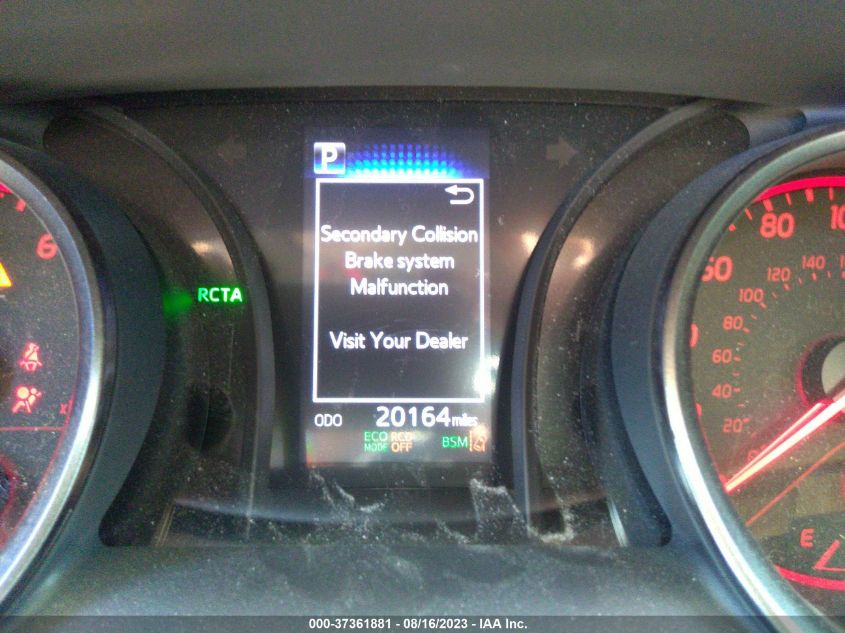 P
Secondary Collision
Brake system
Malfunction
Visit Your Dealer
ODO 20164 miles
ECO MODE RCD OFF BSM
RCTA
6
60
80
20
40
60
80
100
120
140
E
000-37361881 - 08/16/2023 - IAA Inc.